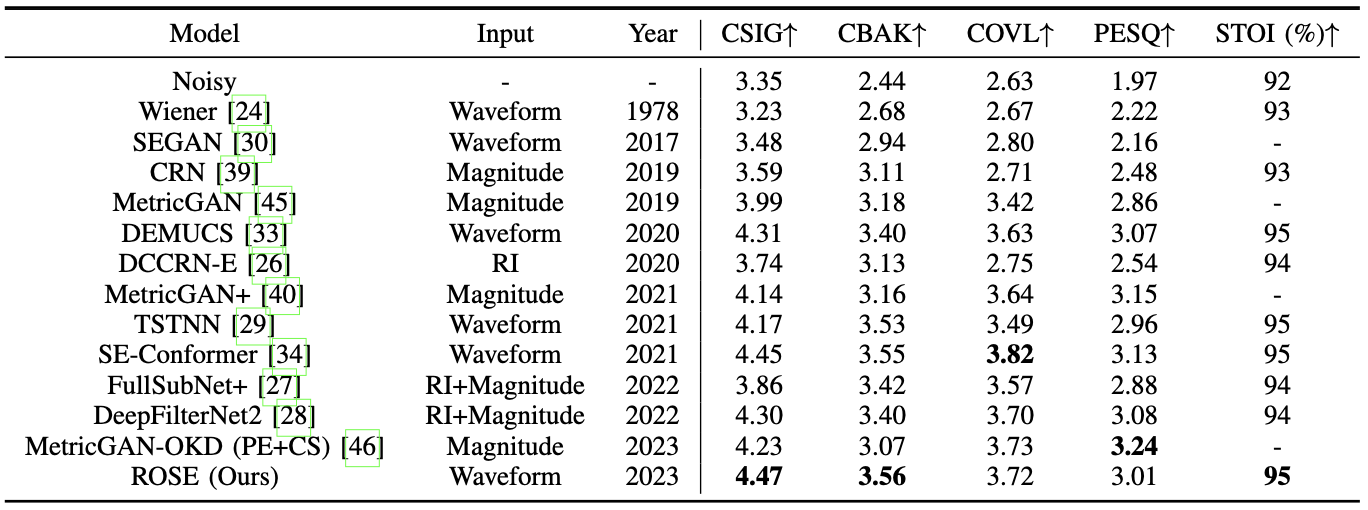 Model Input Year CSIG↑ CBAK↑ COVL↑ PESQ↑ STOI (%)↑
Noisy - - 3.35 2.44 2.63 1.97 92
Wiener [24] Waveform 1978 3.23 2.68 2.67 2.22 93
SEGAN [30] Waveform 2017 3.48 2.94 2.80 2.16 -
CRN [39] Magnitude 2019 3.59 3.11 2.71 2.48 93
MetricGAN [45] Magnitude 2019 3.99 3.18 3.42 2.86 -
DEMUCS [33] Waveform 2020 4.31 3.40 3.63 3.07 95
DCCRN-E [26] RI 2020 3.74 3.13 2.75 2.54 94
MetricGAN+ [40] Magnitude 2021 4.14 3.16 3.64 3.15 -
TSTNN [29] Waveform 2021 4.17 3.53 3.49 2.96 95
SE-Conformer [34] Waveform 2021 4.45 3.55 3.82 3.13 95
FullSubNet+ [27] RI+Magnitude 2022 3.86 3.42 3.57 2.88 94
DeepFilterNet2 [28] RI+Magnitude 2022 4.30 3.40 3.70 3.08 94
MetricGAN-OKD (PE+CS) [46] Magnitude 2023 4.23 3.07 3.73 3.24 -
ROSE (Ours) Waveform 2023 4.47 3.56 3.72 3.01 95